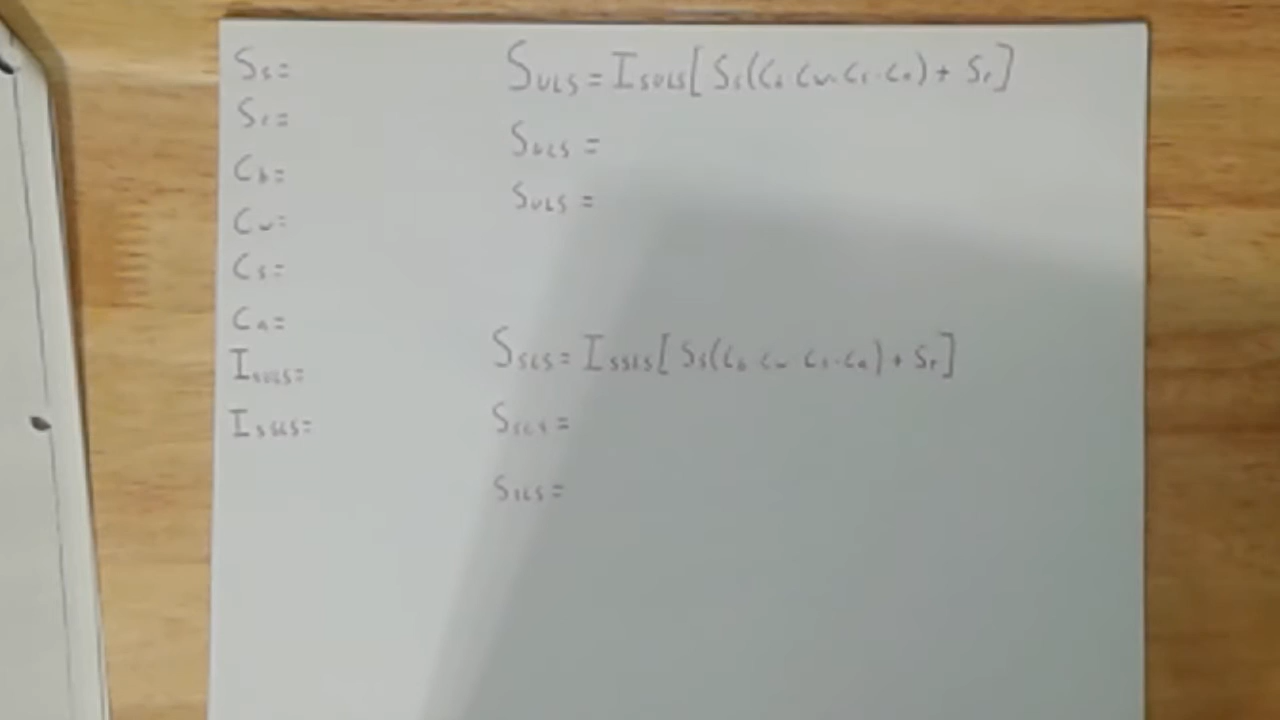 Ss=
Sr=
Cb=
Cw=
Cs=
Ca=
IsULS=
IsSLS=
SULS = IsULS[Ss(Cb·Cw·Cs·Ca) + Sr]
SULS =
SULS =
SSLS = IsSLS[Ss(Cb·Cw·Cs·Ca) + Sr]
SSLS =
SSLS =